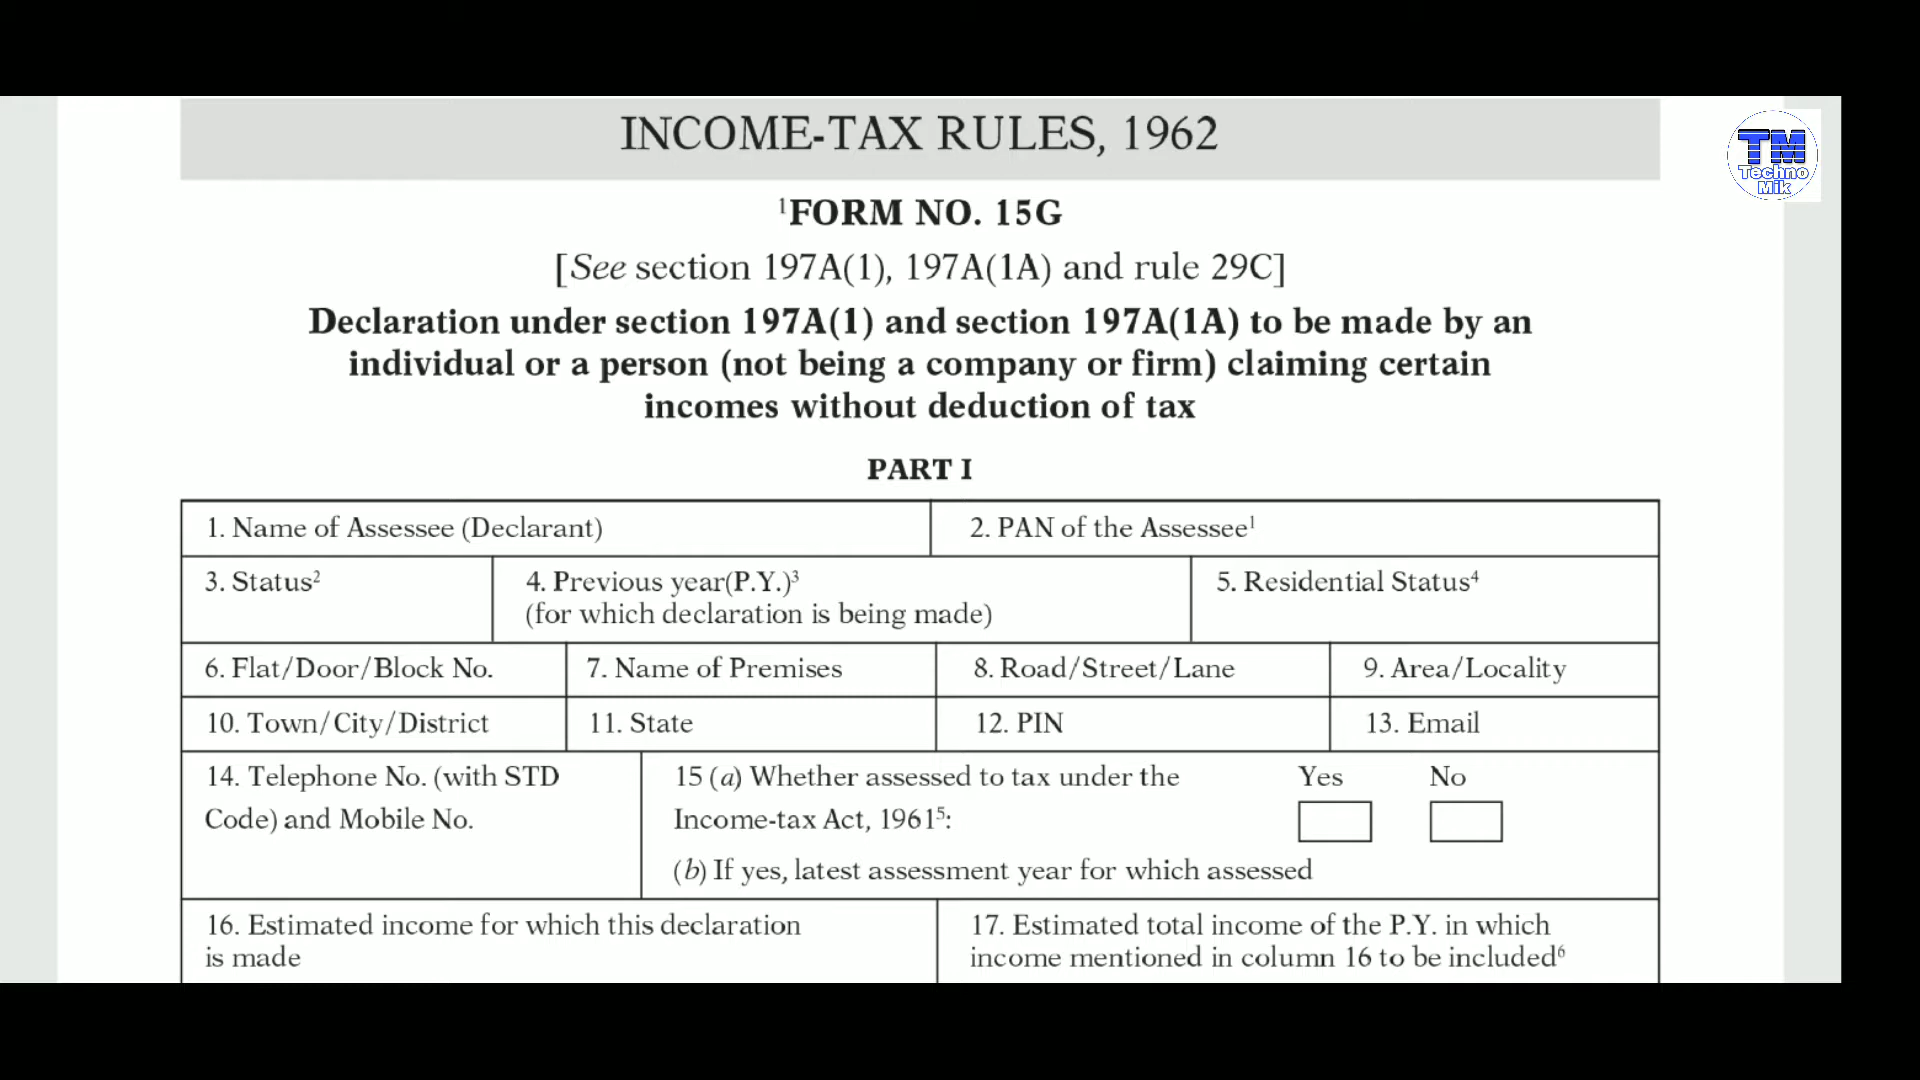 INCOME-TAX RULES, 1962
TM
Techno
Mik
¹FORM NO. 15G
[See section 197A(1), 197A(1A) and rule 29C]
Declaration under section 197A(1) and section 197A(1A) to be made by an
individual or a person (not being a company or firm) claiming certain
incomes without deduction of tax
PART I
1. Name of Assessee (Declarant)
2. PAN of the Assessee¹
3. Status²
4. Previous year(P.Y.)³
(for which declaration is being made)
5. Residential Status⁴
6. Flat/Door/Block No.
7. Name of Premises
8. Road/Street/Lane
9. Area/Locality
10. Town/City/District
11. State
12. PIN
13. Email
14. Telephone No. (with STD
Code) and Mobile No.
15 (a) Whether assessed to tax under the
Income-tax Act, 1961⁵:
Yes
No
(b) If yes, latest assessment year for which assessed
16. Estimated income for which this declaration
is made
17. Estimated total income of the P.Y. in which
income mentioned in column 16 to be included⁶